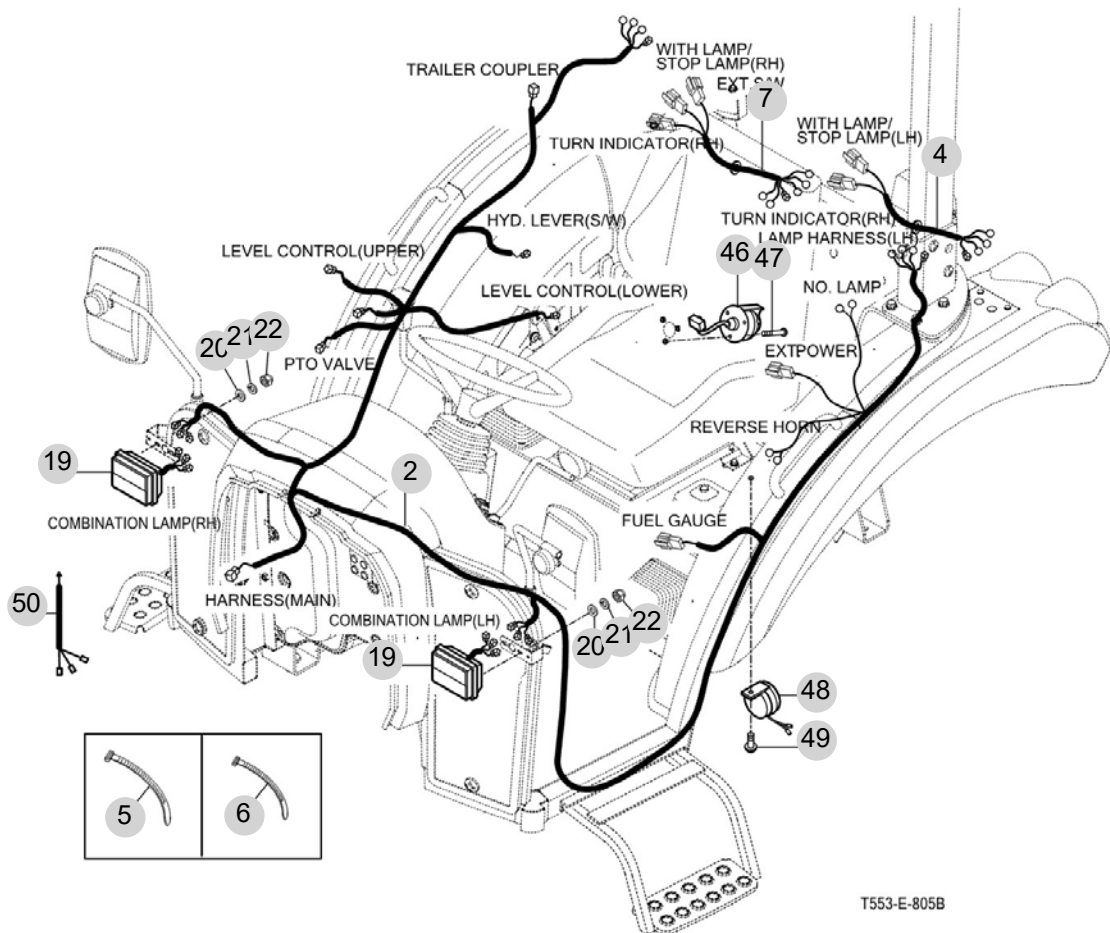 WITH LAMP/
STOP LAMP(RH)
EXT S/W
TRAILER COUPLER
7
WITH LAMP/
STOP LAMP(LH)
TURN INDICATOR(RH)
4
HYD. LEVER(S/W)
TURN INDICATOR(RH)
LAMP HARNESS(LH)
LEVEL CONTROL(UPPER)
46 47
LEVEL CONTROL(LOWER)
NO. LAMP
20 21 22
PTO VALVE
EXTPOWER
REVERSE HORN
19
2
COMBINATION LAMP(RH)
FUEL GAUGE
HARNESS(MAIN)
50
COMBINATION LAMP(LH)
20 21 22
19
48
49
5
6
T553-E-805B